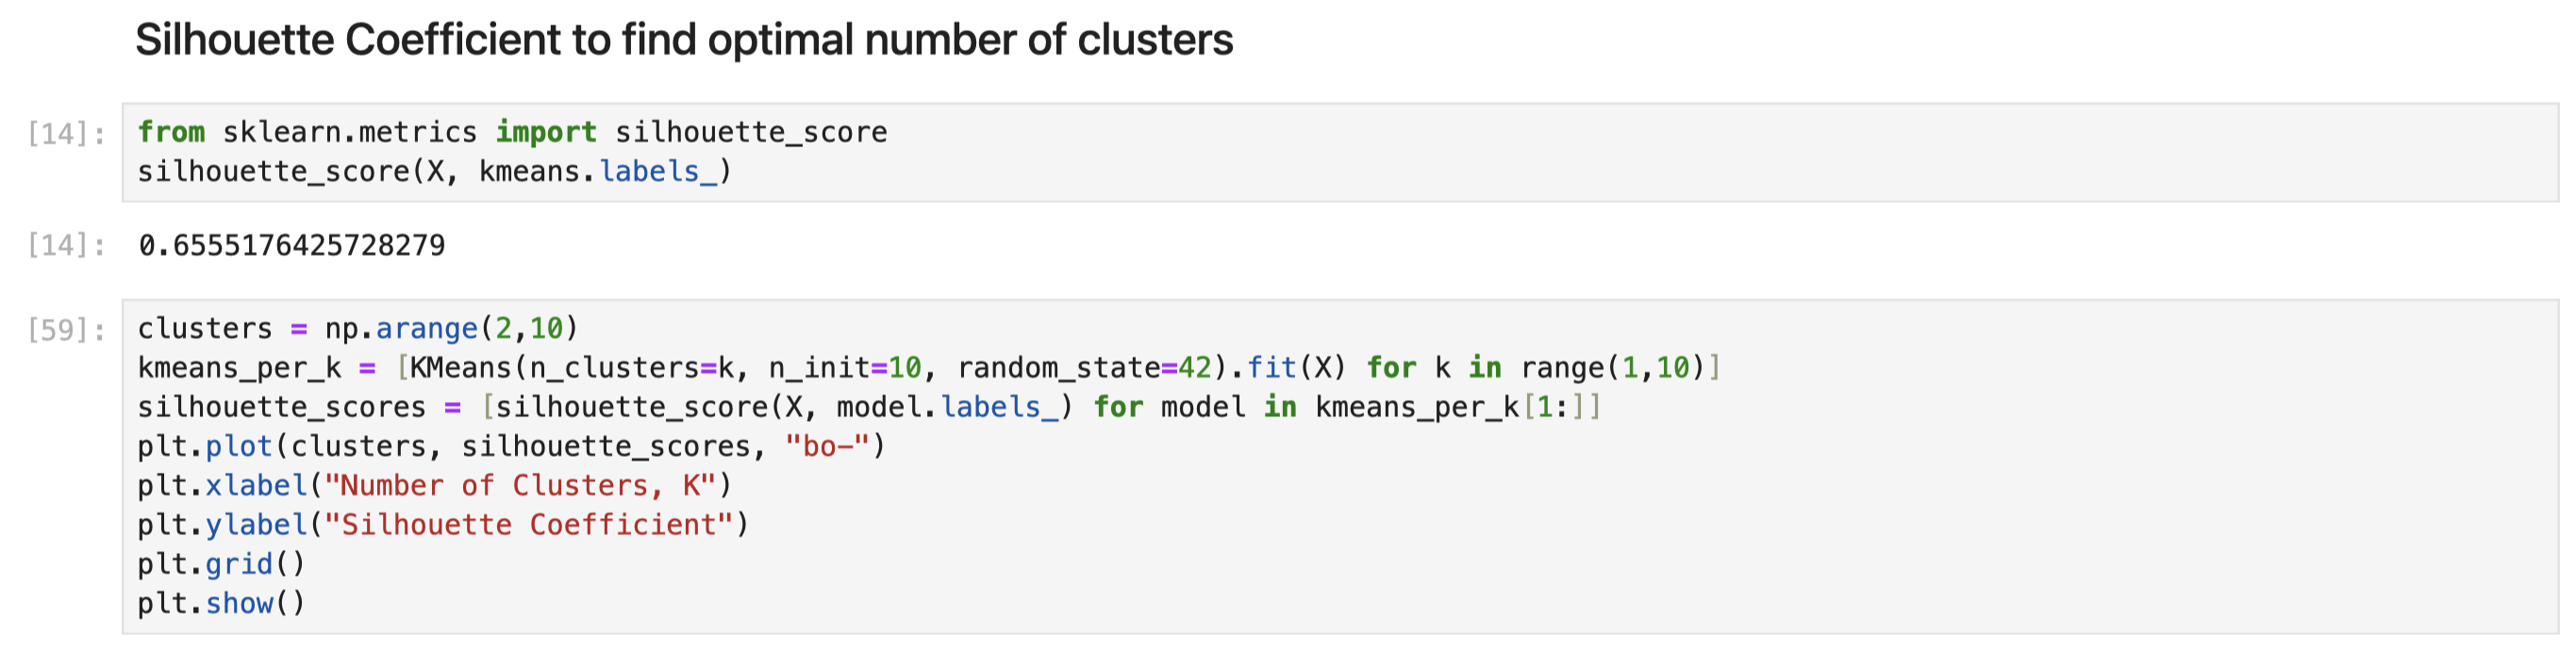 Silhouette Coefficient to find optimal number of clusters
[14]: from sklearn.metrics import silhouette_score
silhouette_score(X, kmeans.labels_)
[14]: 0.6555176425728279
[59]: clusters = np.arange(2,10)
kmeans_per_k = [KMeans(n_clusters=k, n_init=10, random_state=42).fit(X) for k in range(1,10)]
silhouette_scores = [silhouette_score(X, model.labels_) for model in kmeans_per_k[1:]]
plt.plot(clusters, silhouette_scores, "bo–")
plt.xlabel("Number of Clusters, K")
plt.ylabel("Silhouette Coefficient")
plt.grid()
plt.show()